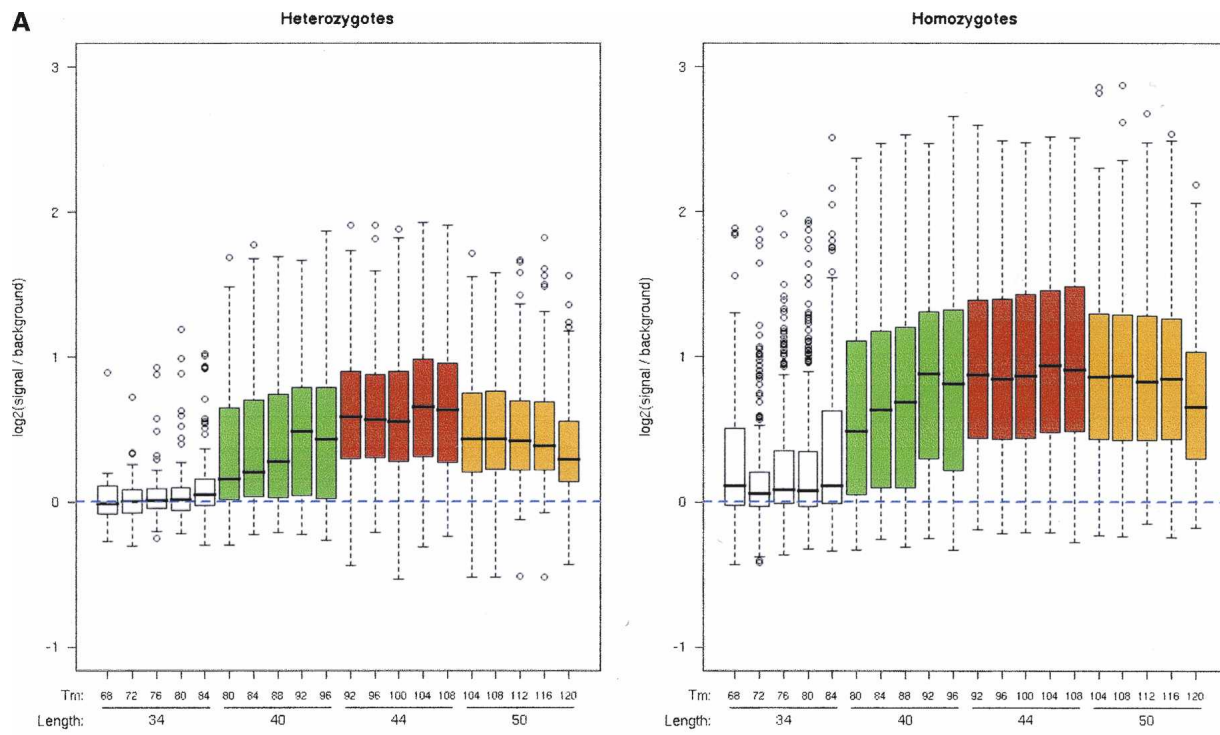 A
Heterozygotes
Homozygotes
log2(signal / background)
3
2
1
0
-1
Tm: 68 72 76 80 84 80 84 88 92 96 92 96 100 104 108 104 108 112 116 120
Length: 34 40 44 50
log2(signal / background)
3
2
1
0
-1
Tm: 68 72 76 80 84 80 84 88 92 96 92 96 100 104 108 104 108 112 116 120
Length: 34 40 44 50